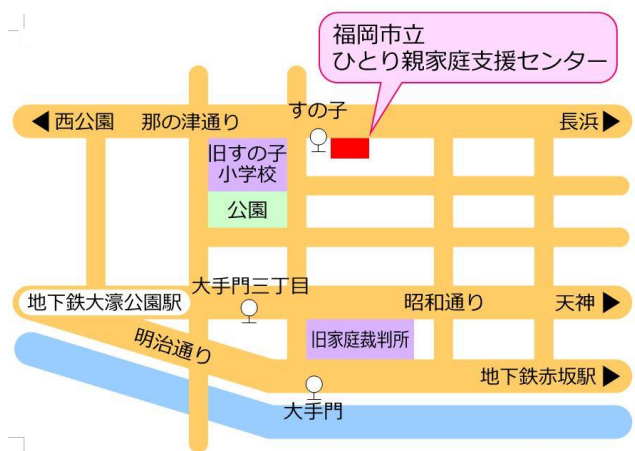 福岡市立
ひとり親家庭支援センター
すの子
◀西公園
那の津通り
長浜▶
旧すの子
小学校
公園
大手門三丁目
地下鉄大濠公園駅
昭和通り
天神▶
明治通り
旧家庭裁判所
地下鉄赤坂駅▶
大手門